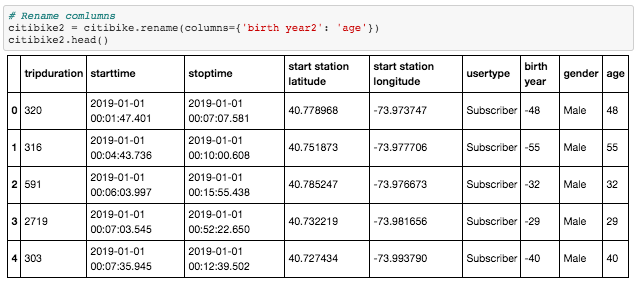 # Rename comlumns
citibike2 = citibike.rename(columns={'birth year2': 'age'})
citibike2.head()
tripduration starttime stoptime start station latitude start station longitude usertype birth year gender age
0 320 2019-01-01 00:01:47.401 2019-01-01 00:07:07.581 40.778968 -73.973747 Subscriber -48 Male 48
1 316 2019-01-01 00:04:43.736 2019-01-01 00:10:00.608 40.751873 -73.977706 Subscriber -55 Male 55
2 591 2019-01-01 00:06:03.997 2019-01-01 00:15:55.438 40.785247 -73.976673 Subscriber -32 Male 32
3 2719 2019-01-01 00:07:03.545 2019-01-01 00:52:22.650 40.732219 -73.981656 Subscriber -29 Male 29
4 303 2019-01-01 00:07:35.945 2019-01-01 00:12:39.502 40.727434 -73.993790 Subscriber -40 Male 40